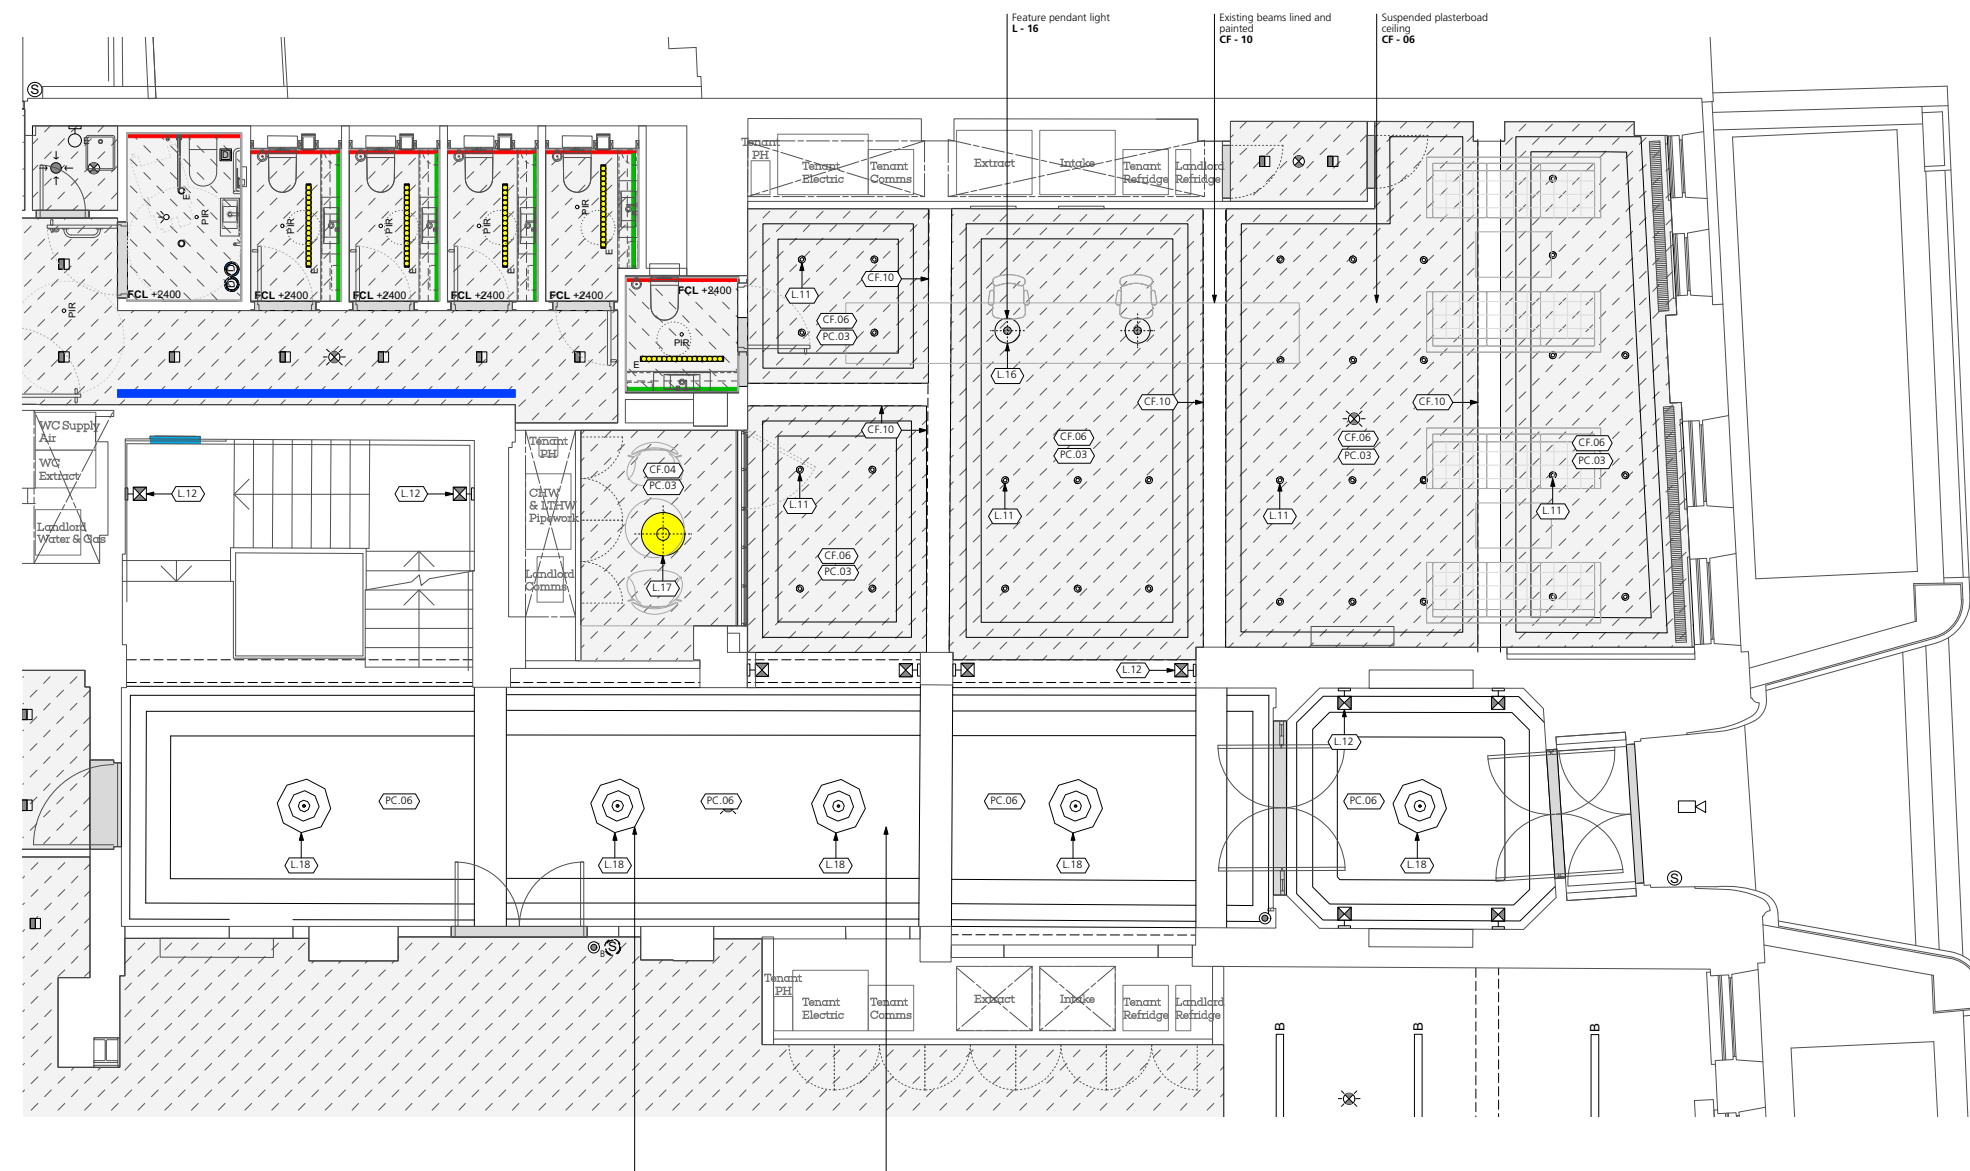 Feature pendant light
L - 16
Existing beams lined and
painted
CF - 10
Suspended plasterboad
ceiling
CF - 06
S
Tenant
PH
Tenant
Electric
Tenant
Comms
Extract
Intake
Tenant
Refridge
Landlord
Refridge
E
PIR
PIR
PIR
PIR
PIR
E
E
E
FCL +2400
FCL +2400
FCL +2400
FCL +2400
FCL +2400
FCL +2400
PIR
PIR
E
L.11
CF.10
CF.06
PC.03
L.16
CF.10
CF.10
CF.10
WC Supply
Air
WC
Extract
Landlord
Water & Gas
L.12
L.12
Tenant
PH
CHW
& LTHW
Pipework
Landlord
Comms
CF.04
PC.03
L.17
L.11
CF.06
PC.03
CF.06
PC.03
L.11
CF.06
PC.03
L.11
CF.06
PC.03
L.11
L.12
L.12
PC.06
PC.06
PC.06
PC.06
L.18
L.18
L.18
L.18
L.18
S
B
S
Tenant
PH
Tenant
Electric
Tenant
Comms
Extract
Intake
Tenant
Refridge
Landlord
Refridge
B
B
B